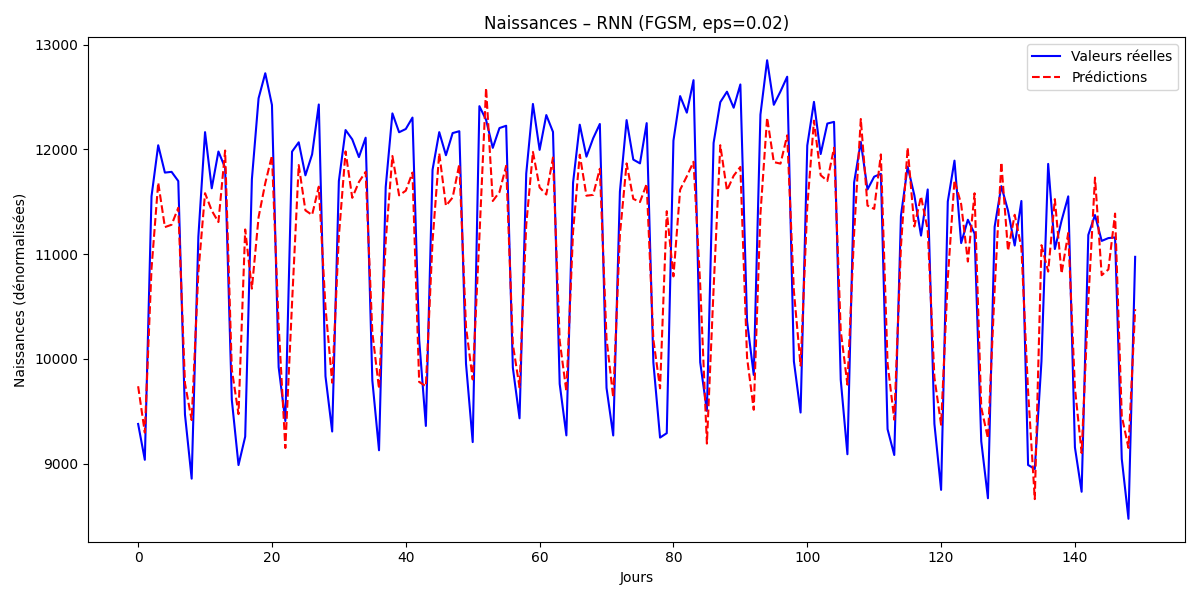 Naissances – RNN (FGSM, eps=0.02)
Valeurs réelles
Prédictions
Naissances (dénormalisées)
13000
12000
11000
10000
9000
0 20 40 60 80 100 120 140
Jours